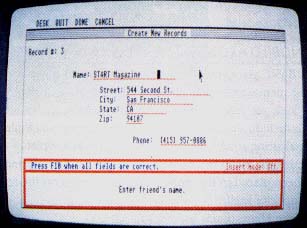 DESK QUIT DONE CANCEL
Create New Records
Record #: 3
Name: START Magazine
Street: 544 Second St.
City: San Francisco
State: CA
Zip: 94107
Phone: (415) 957-0886
Press F10 when all fields are correct. Insert mode: Off.
Enter friend's name.